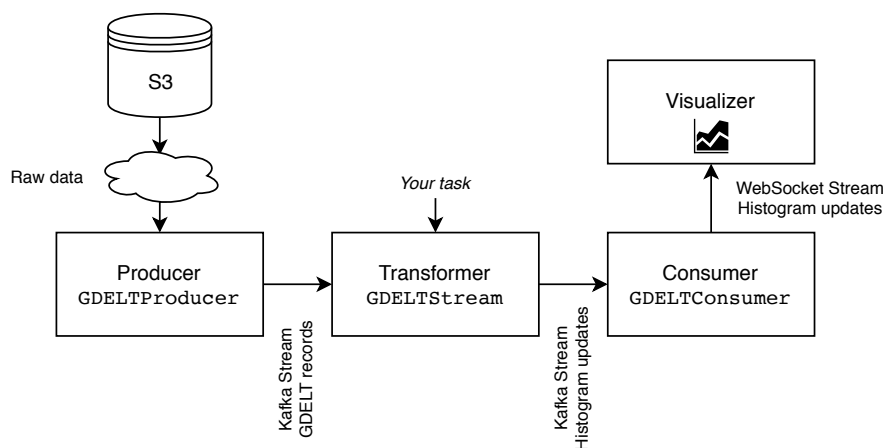 S3
Raw data
Your task
Visualizer
WebSocket Stream
Histogram updates
Producer
GDELTProducer
Kafka Stream
GDELT records
Transformer
GDELTStream
Kafka Stream
Histogram updates
Consumer
GDELTConsumer